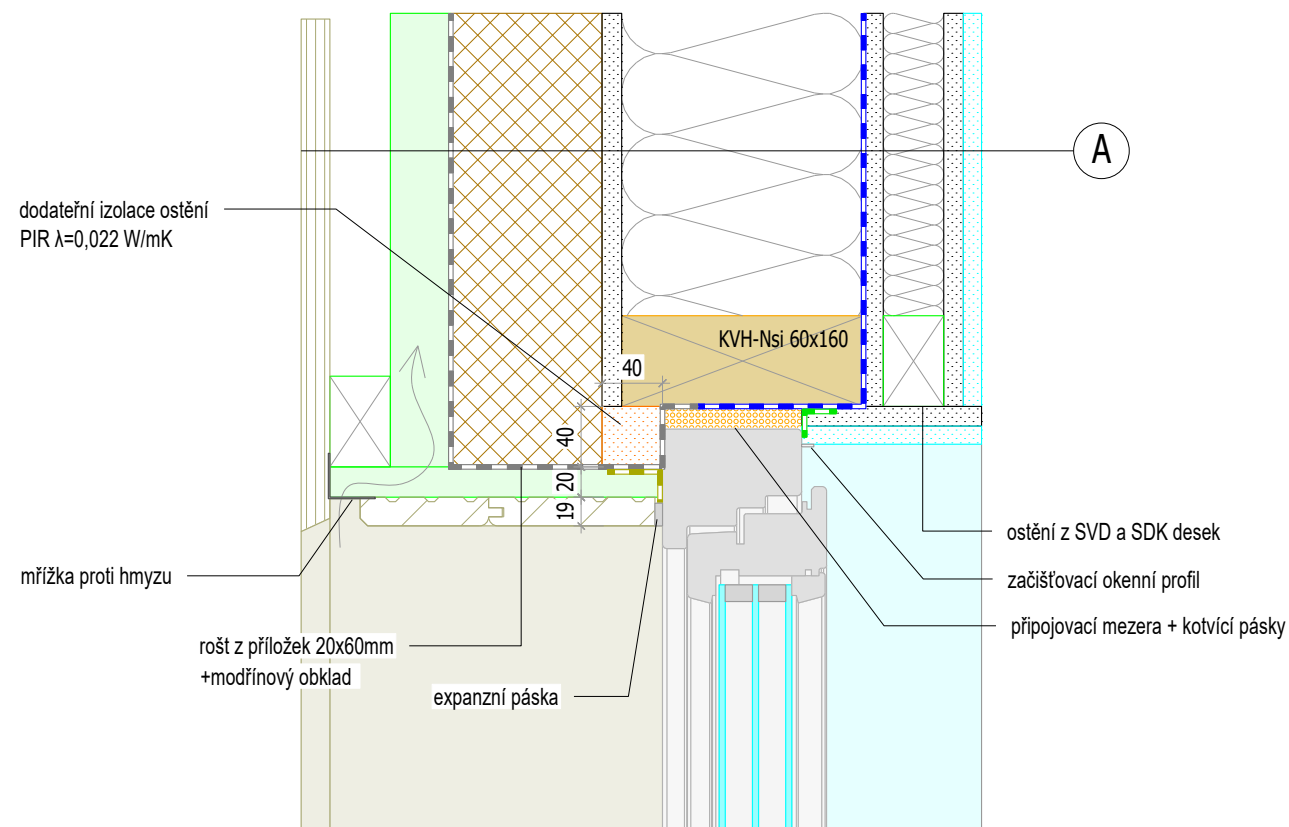 A
dodateřní izolace ostění
PIR λ=0,022 W/mK
KVH-Nsi 60x160
40
40
20
19
mřížka proti hmyzu
rošt z příložek 20x60mm
+modřínový obklad
expanzní páska
ostění z SVD a SDK desek
začišťovací okenní profil
připojovací mezera + kotvící pásky